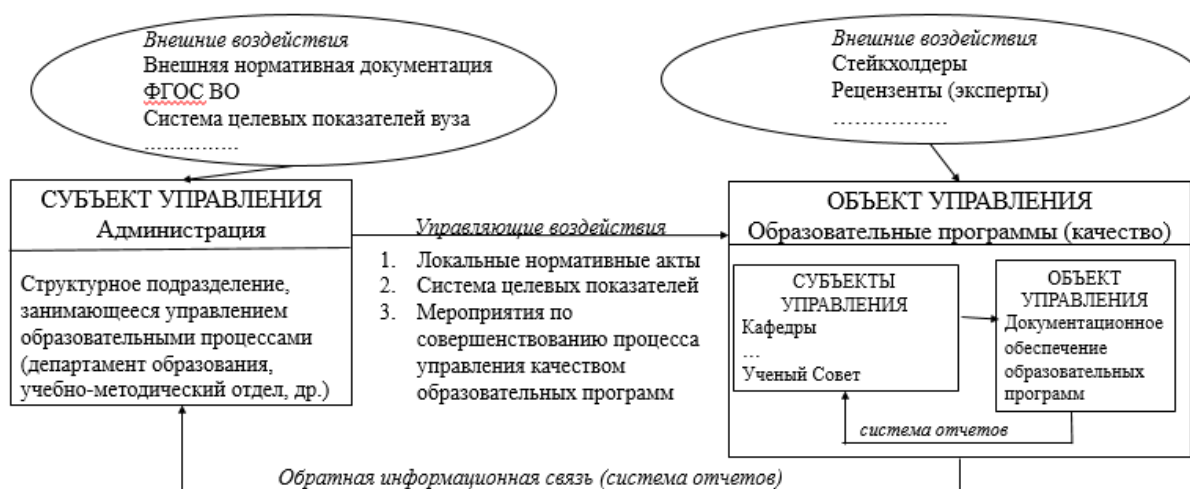 Внешние воздействия
Внешняя нормативная документация
ФГОС ВО
Система целевых показателей вуза
……………
Внешние воздействия
Стейкхолдеры
Рецензенты (эксперты)
…………….
СУБЪЕКТ УПРАВЛЕНИЯ
Администрация
Структурное подразделение,
занимающееся управлением
образовательными процессами
(департамент образования,
учебно-методический отдел, др.)
Управляющие воздействия
1. Локальные нормативные акты
2. Система целевых показателей
3. Мероприятия по
совершенствованию процесса
управления качеством
образовательных программ
ОБЪЕКТ УПРАВЛЕНИЯ
Образовательные программы (качество)
СУБЪЕКТЫ
УПРАВЛЕНИЯ
Кафедры
…
Ученый Совет
ОБЪЕКТ
УПРАВЛЕНИЯ
Документационное
обеспечение
образовательных
программ
система отчетов
Обратная информационная связь (система отчетов)